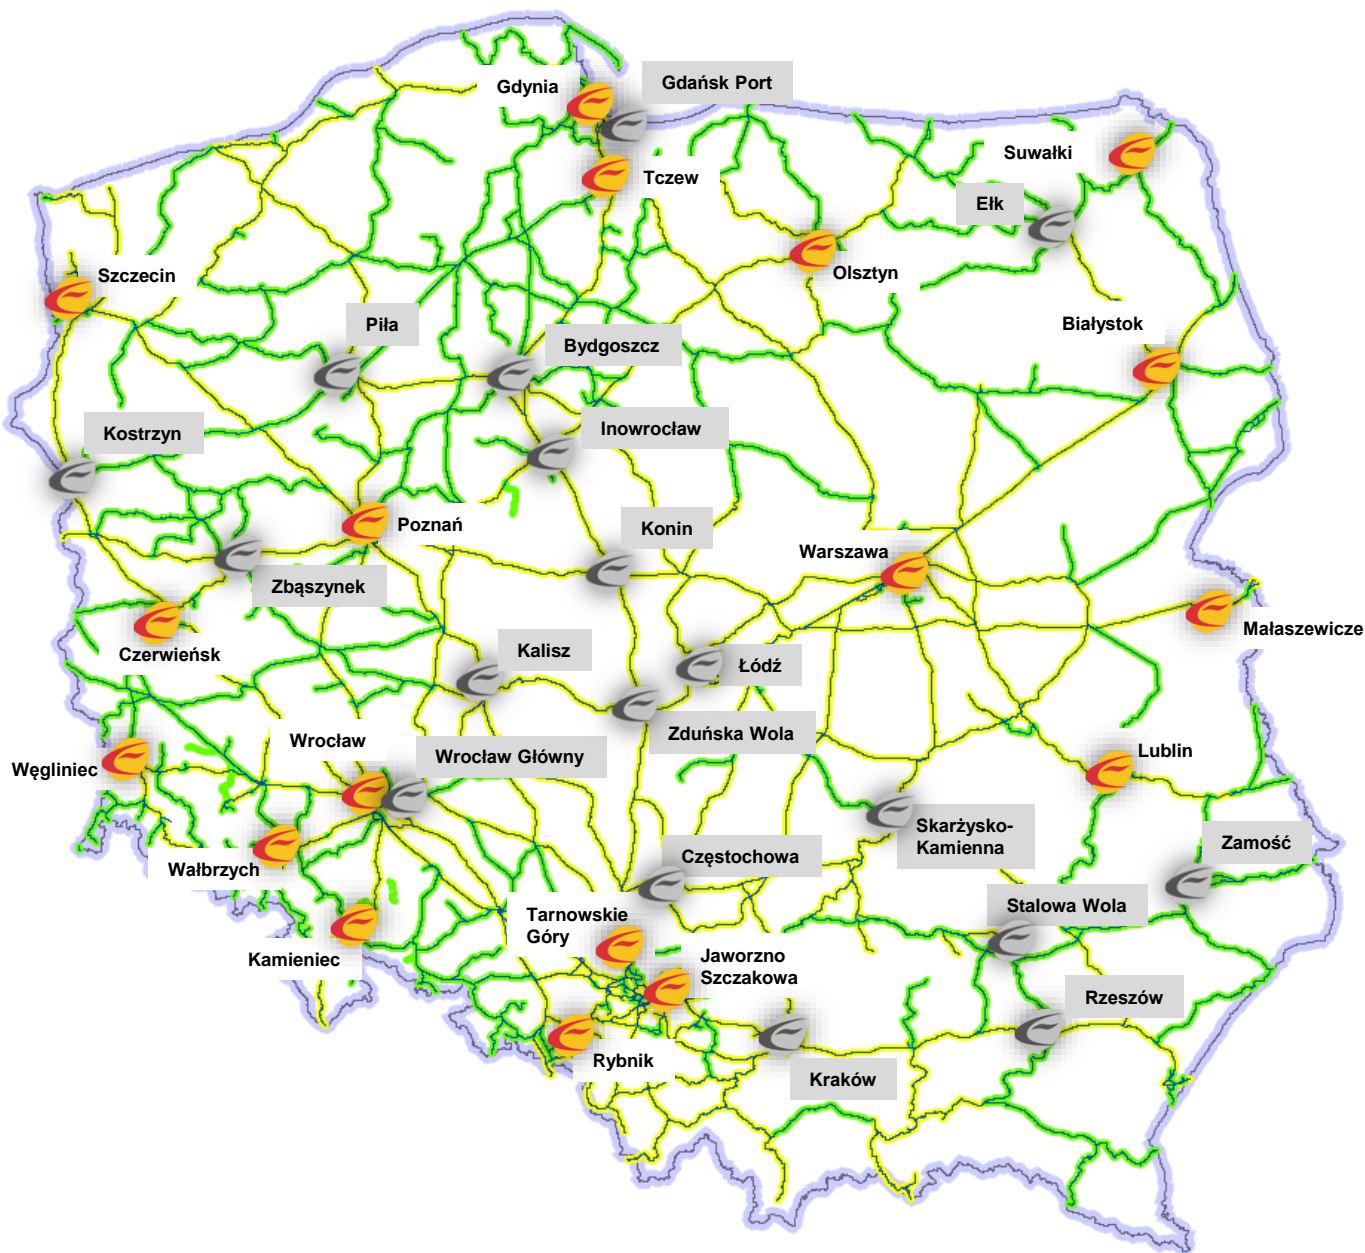 Gdynia
Gdańsk Port
Suwałki
Tczew
Ełk
Szczecin
Olsztyn
Piła
Białystok
Bydgoszcz
Kostrzyn
Inowrocław
Poznań
Konin
Warszawa
Zbąszynek
Małaszewicze
Czerwieńsk
Kalisz
Łódź
Zduńska Wola
Wrocław
Wrocław Główny
Lublin
Węgliniec
Skarżysko-
Kamienna
Zamość
Wałbrzych
Częstochowa
Stalowa Wola
Tarnowskie
Góry
Kamieniec
Jaworzno
Szczakowa
Rzeszów
Rybnik
Kraków